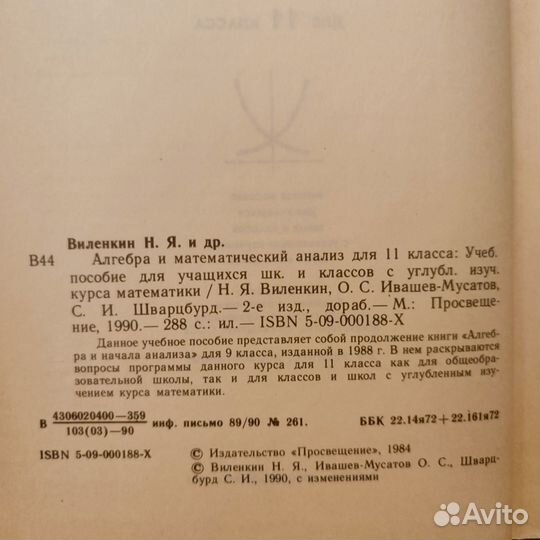 для 11 класса
Виленкин Н. Я. и др.
В44 Алгебра и математический анализ для 11 класса: Учеб.
пособие для учащихся шк. и классов с углубл. изуч.
курса математики / Н. Я. Виленкин, О. С. Ивашев-Мусатов,
С. И. Шварцбурд.— 2-е изд., дораб.— М.: Просвеще-
ние, 1990.— 288 с.: ил.— ISBN 5-09-000188-X
Данное учебное пособие представляет собой продолжение книги «Алгеб-
ра и начала анализа» для 9 класса, изданной в 1988 г. В нем раскрываются
вопросы программы данного курса для 11 класса как для общеобра-
зовательной школы, так и для классов и школ с углубленным изу-
чением курса математики.
В 4306020400—359
103(03)—90 инф. письмо 89/90 № 261. ББК 22.14я72+22.161я72
ISBN 5-09-000188-X
© Издательство «Просвещение», 1984
© Виленкин Н. Я., Ивашев-Мусатов О. С., Шварц-
бурд С. И., 1990, с изменениями
Avito